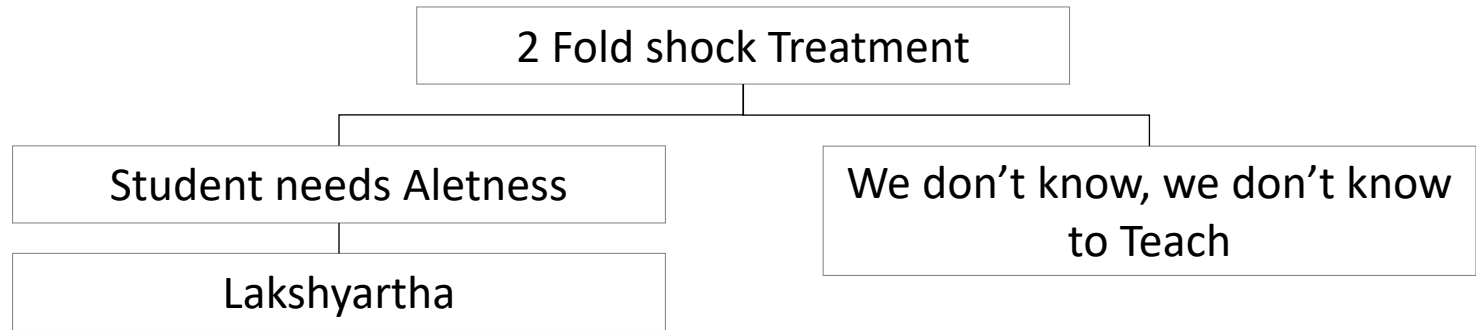 2 Fold shock Treatment
Student needs Aletness
We don’t know, we don’t know
to Teach
Lakshyartha